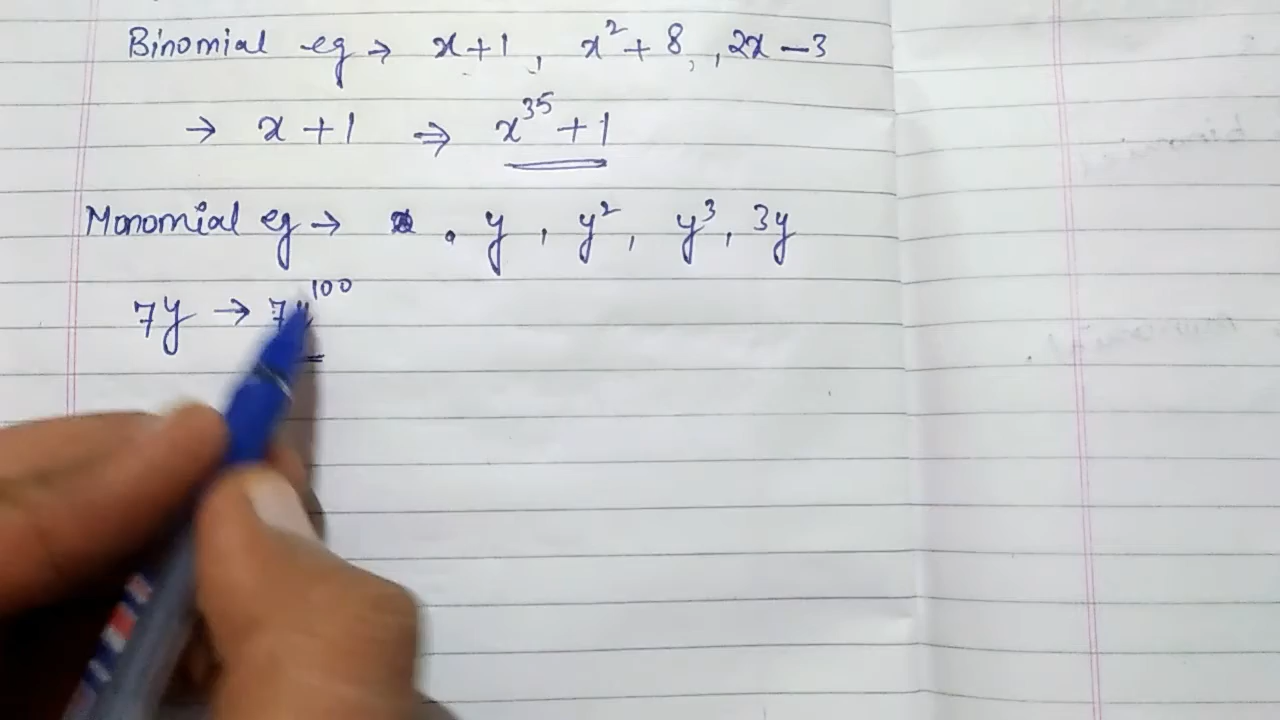 Binomial eg → x+1, x²+8, , 2x-3
→ x+1 ⇒ x³⁵+1
Monomial eg → . y, y², y³, 3y
7y → 7y¹⁰⁰